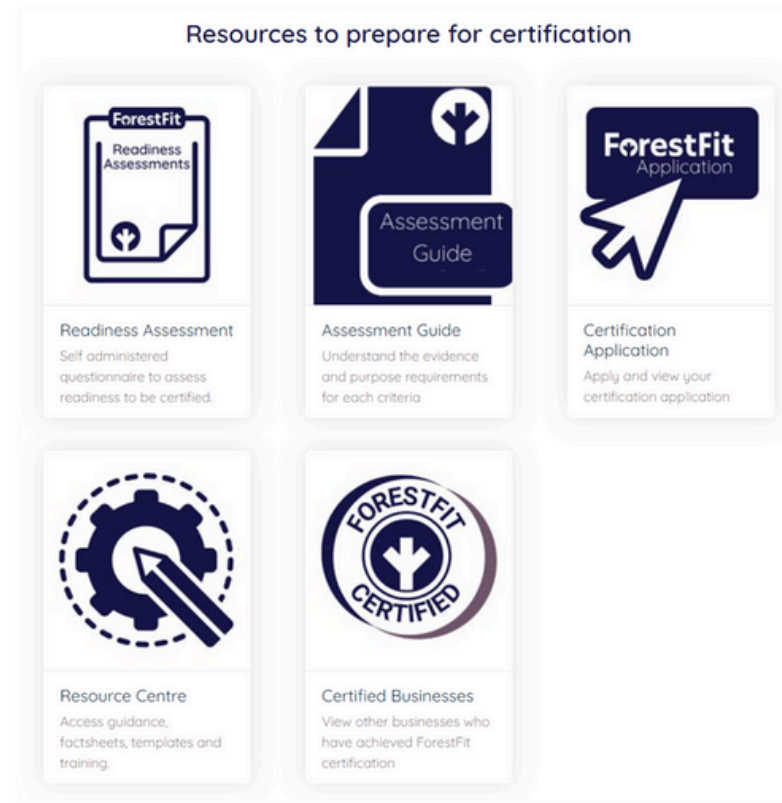 Resources to prepare for certification
ForestFit
Readiness
Assessments
Assessment
Guide
ForestFit
Application
Readiness Assessment
Self administered
questionnaire to assess
readiness to be certified.
Assessment Guide
Understand the evidence
and purpose requirements
for each criteria
Certification
Application
Apply and view your
certification application
FORESTFIT
CERTIFIED
Resource Centre
Access guidance,
factsheets, templates and
training.
Certified Businesses
View other businesses who
have achieved ForestFit
certification